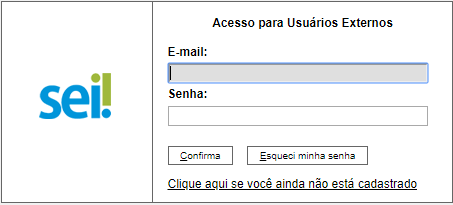 Acesso para Usuários Externos
sei!
E-mail:
Senha:
Confirma
Esqueci minha senha
Clique aqui se você ainda não está cadastrado